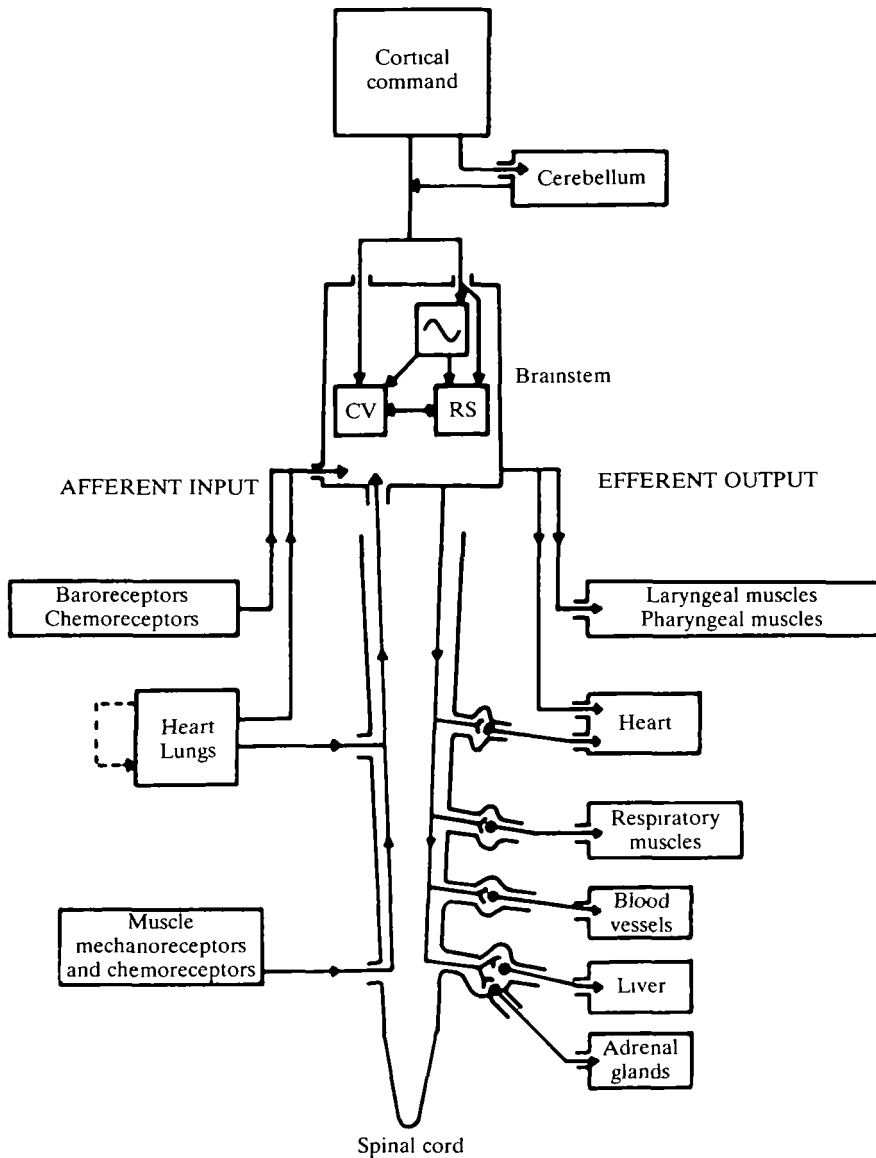 Cortical
command
Cerebellum
Brainstem
CV
RS
AFFERENT INPUT
EFFERENT OUTPUT
Baroreceptors
Chemoreceptors
Laryngeal muscles
Pharyngeal muscles
Heart
Lungs
Heart
Respiratory
muscles
Blood
vessels
Muscle
mechanoreceptors
and chemoreceptors
Liver
Adrenal
glands
Spinal cord